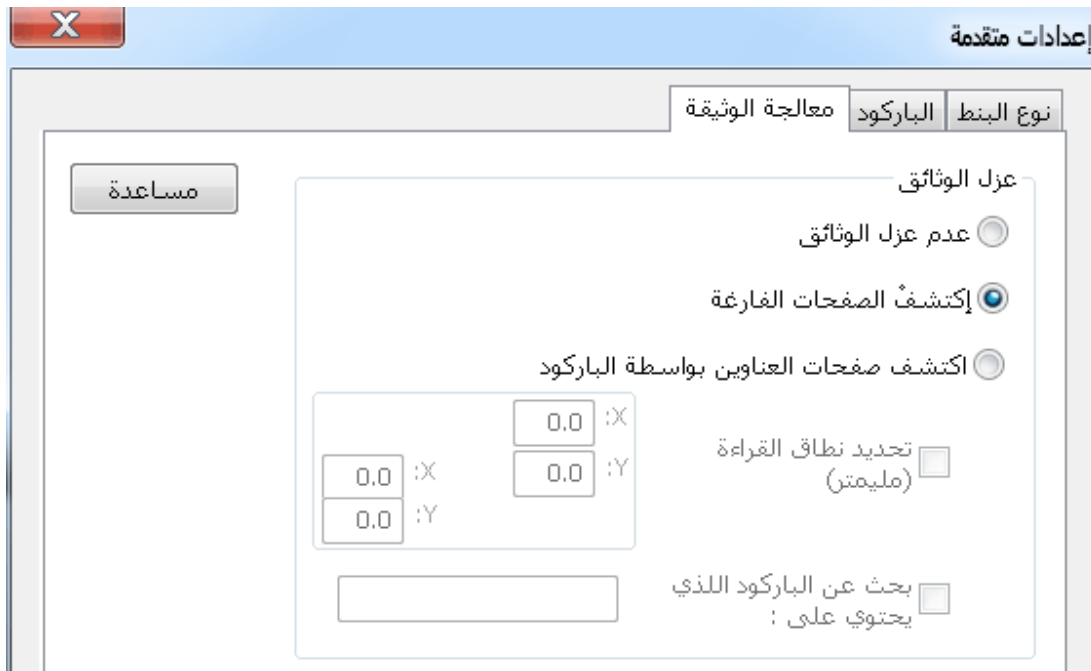 إعدادات متقدمة
نوع البنط
الباركود
معالجة الوثيقة
عزل الوثائق
مساعدة
عدم عزل الوثائق
إكتشفْ الصفحات الفارغة
اكتشف صفحات العناوين بواسطة الباركود
تحديد نطاق القراءة
(مليمتر)
X: 0.0
Y: 0.0
X: 0.0
Y: 0.0
بحث عن الباركود اللذي
يحتوي على :